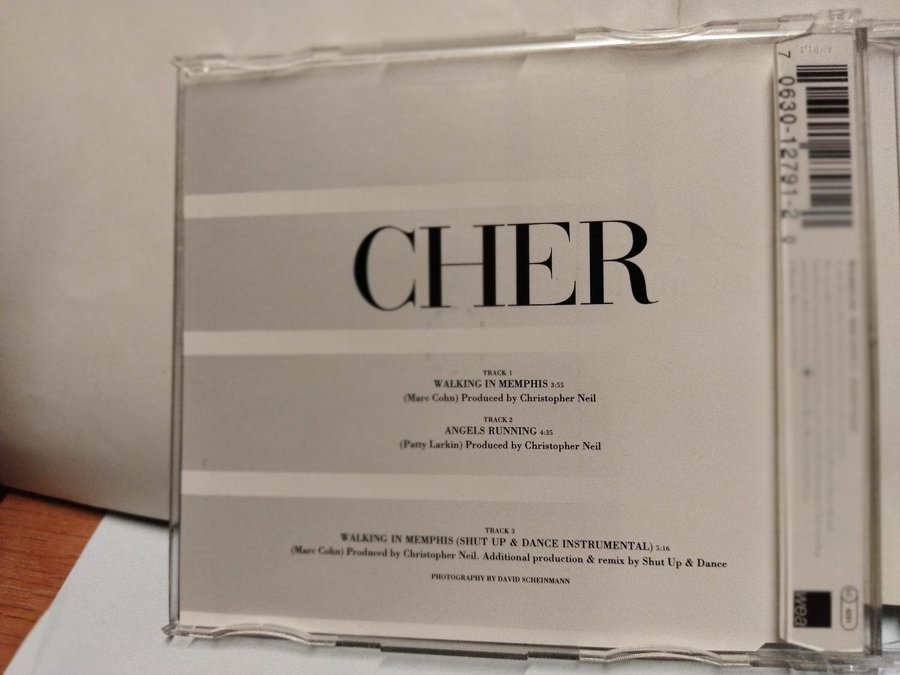 CHER
TRACK 1
WALKING IN MEMPHIS 3:55
(Marc Cohn) Produced by Christopher Neil
TRACK 2
ANGELS RUNNING 4:35
(Patty Larkin) Produced by Christopher Neil
TRACK 3
WALKING IN MEMPHIS (SHUT UP & DANCE INSTRUMENTAL) 5:16
(Marc Cohn) Produced by Christopher Neil. Additional production & remix by Shut Up & Dance
PHOTOGRAPHY BY DAVID SCHEINMANN
7 0630-12791-2 0
wea